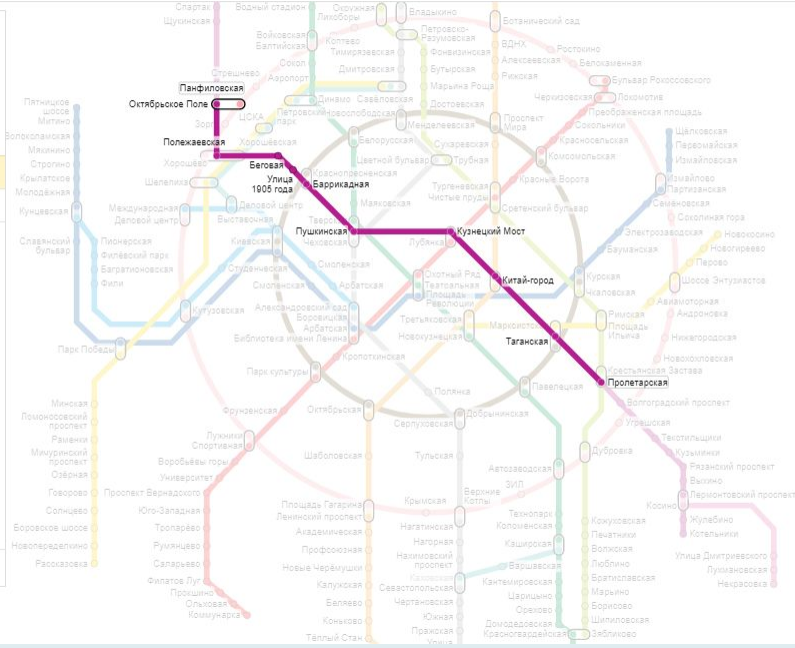 Спартак
Щукинская
Водный стадион
Окружная
Лихоборы
Владыкино
Ботанический сад
Войковская
Балтийская
Коптево
Петровско-
Разумовская
Тимирязевская
Фонвизинская
ВДНХ
Ростокино
Алексеевская
Белокаменная
Сокол
Аэропорт
Дмитровская
Бутырская
Рижская
Стрешнево
Панфиловская
Марьина Роща
Бульвар Рокоссовского
Октябрьское Поле
Динамо
Савеловская
Достоевская
Черкизовская
Локомотив
Пятницкое
шоссе
Митино
ЦСКА
Петровский
парк
Новослободская
Менделеевская
Проспект
Мира
Преображенская площадь
Сокольники
Волоколамская
Полежаевская
Хорошёвская
Белорусская
Сухаревская
Красносельская
Щёлковская
Первомайская
Мякинино
Хорошёво
Беговая
Цветной бульвар
Трубная
Комсомольская
Измайловская
Строгино
Крылатское
Молодёжная
Шелепиха
Улица
1905 года
Краснопресненская
Баррикадная
Тургеневская
Чистые пруды
Красные Ворота
Измайлово
Партизанская
Семёновская
Кунцевская
Международная
Деловой центр
Деловой центр
Выставочная
Маяковская
Сретенский бульвар
Соколиная гора
Славянский
бульвар
Пионерская
Филёвский парк
Багратионовская
Фили
Киевская
Пушкинская
Чеховская
Лубянка
Кузнецкий Мост
Электрозаводская
Бауманская
Новокосино
Новогиреево
Перово
Студенческая
Смоленская
Смоленская
Арбатская
Охотный Ряд
Театральная
Площадь
Революции
Китай-город
Курская
Чкаловская
Шоссе Энтузиастов
Кутузовская
Александровский сад
Боровицкая
Арбатская
Библиотека имени Ленина
Третьяковская
Новокузнецкая
Марксистская
Таганская
Римская
Площадь
Ильича
Авиамоторная
Андроновка
Нижегородская
Парк Победы
Кропоткинская
Парк культуры
Полянка
Павелецкая
Крестьянская Застава
Пролетарская
Новохохловская
Минская
Ломоносовский
проспект
Раменки
Мичуринский
проспект
Озёрная
Говорово
Солнцево
Боровское шоссе
Новопеределкино
Рассказовка
Фрунзенская
Октябрьская
Серпуховская
Добрынинская
Волгоградский проспект
Угрешская
Текстильщики
Кузьминки
Рязанский проспект
Выхино
Лермонтовский проспект
Косино
Жулебино
Котельники
Лужники
Спортивная
Воробьёвы горы
Университет
Проспект Вернадского
Юго-Западная
Тропарёво
Румянцево
Саларьево
Филатов Луг
Прокшино
Ольховая
Коммунарка
Шаболовская
Площадь Гагарина
Ленинский проспект
Академическая
Профсоюзная
Новые Черёмушки
Калужская
Беляево
Коньково
Тёплый Стан
Тульская
Крымская
Верхние
Котлы
Нагатинская
Нагорная
Нахимовский
проспект
Каховская
Севастопольская
Чертановская
Южная
Пражская
Улица
Автозаводская
ЗИЛ
Технопарк
Коломенская
Каширская
Варшавская
Кантемировская
Царицыно
Орехово
Домодедовская
Красногвардейская
Дубровка
Кожуховская
Печатники
Волжская
Люблино
Братиславская
Марьино
Борисово
Шипиловская
Зябликово
Улица Дмитриевского
Лухмановская
Некрасовка